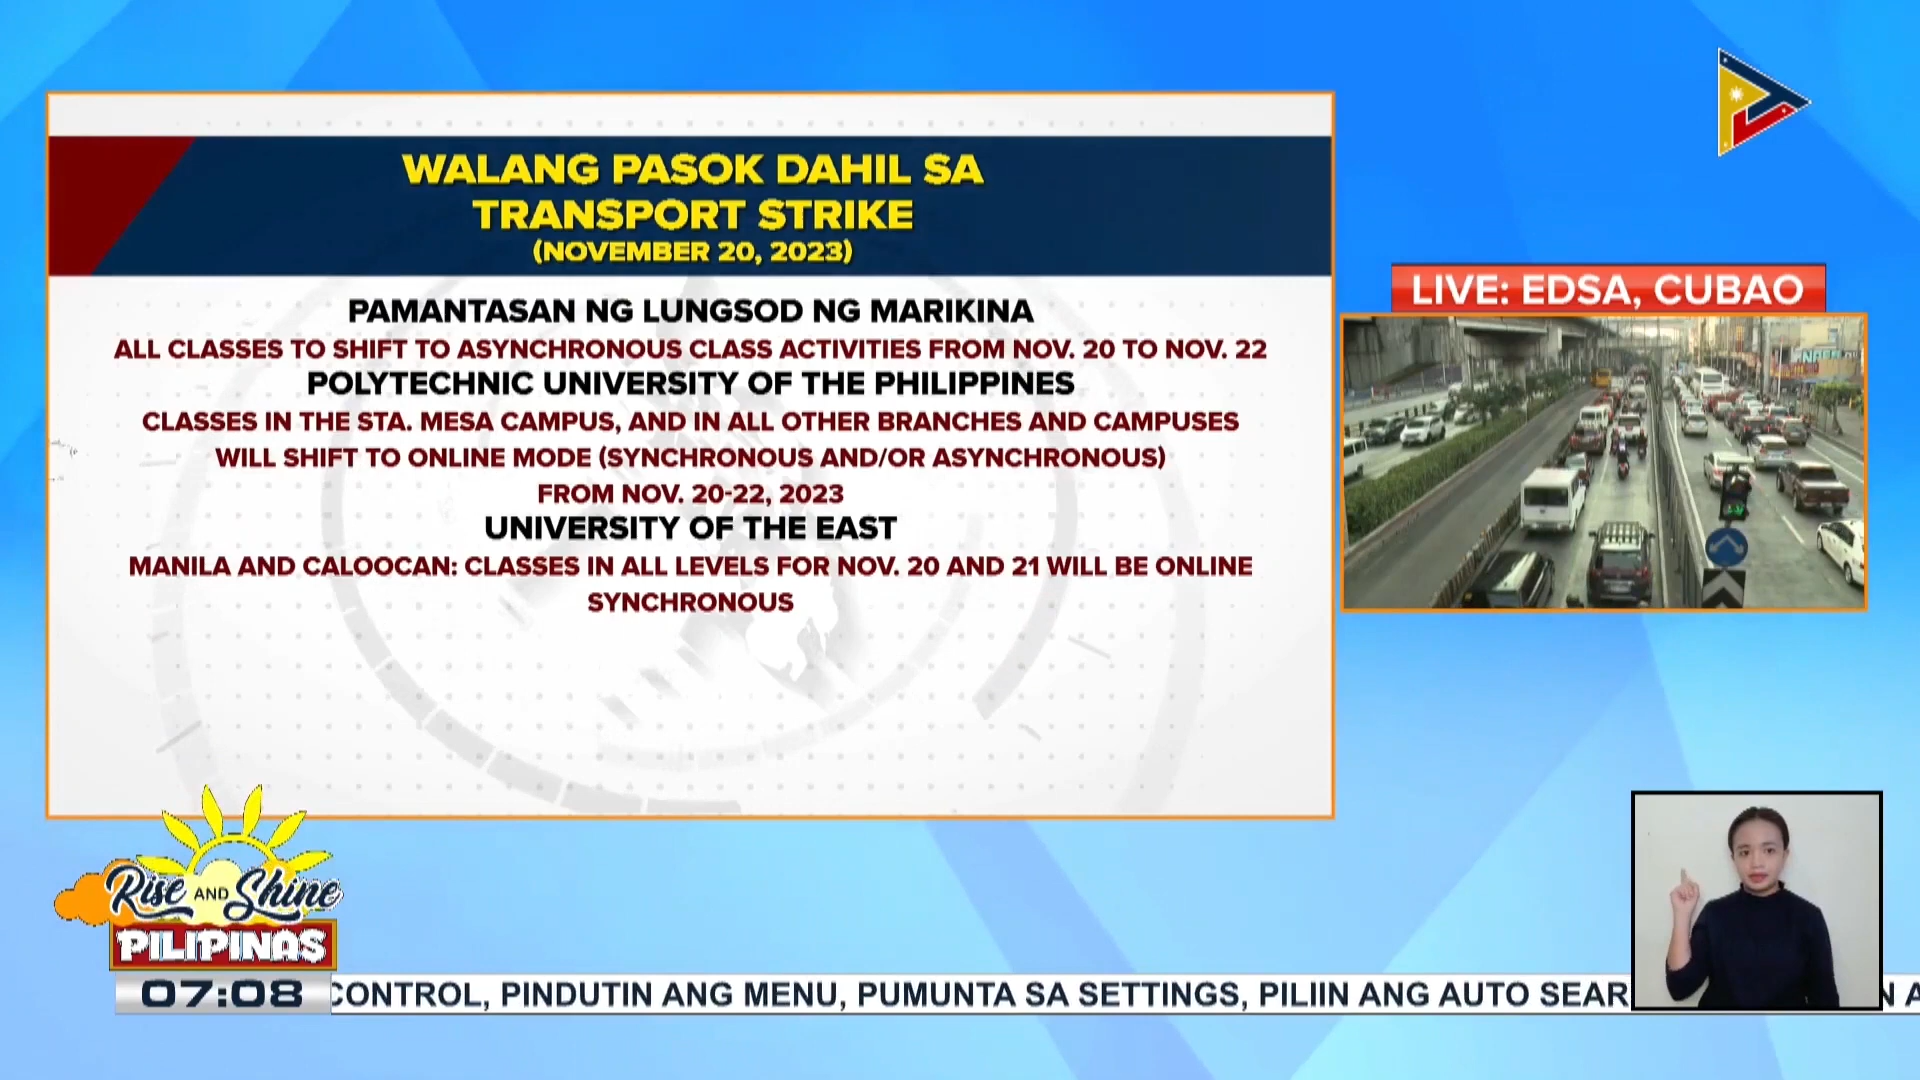 WALANG PASOK DAHIL SA
TRANSPORT STRIKE
(NOVEMBER 20, 2023)
PAMANTASAN NG LUNGSOD NG MARIKINA
ALL CLASSES TO SHIFT TO ASYNCHRONOUS CLASS ACTIVITIES FROM NOV. 20 TO NOV. 22
POLYTECHNIC UNIVERSITY OF THE PHILIPPINES
CLASSES IN THE STA. MESA CAMPUS, AND IN ALL OTHER BRANCHES AND CAMPUSES
WILL SHIFT TO ONLINE MODE (SYNCHRONOUS AND/OR ASYNCHRONOUS)
FROM NOV. 20-22, 2023
UNIVERSITY OF THE EAST
MANILA AND CALOOCAN: CLASSES IN ALL LEVELS FOR NOV. 20 AND 21 WILL BE ONLINE
SYNCHRONOUS
LIVE: EDSA, CUBAO
Rise AND Shine
PILIPINAS
07:08
CONTROL, PINDUTIN ANG MENU, PUMUNTA SA SETTINGS, PILIIN ANG AUTO SEAR